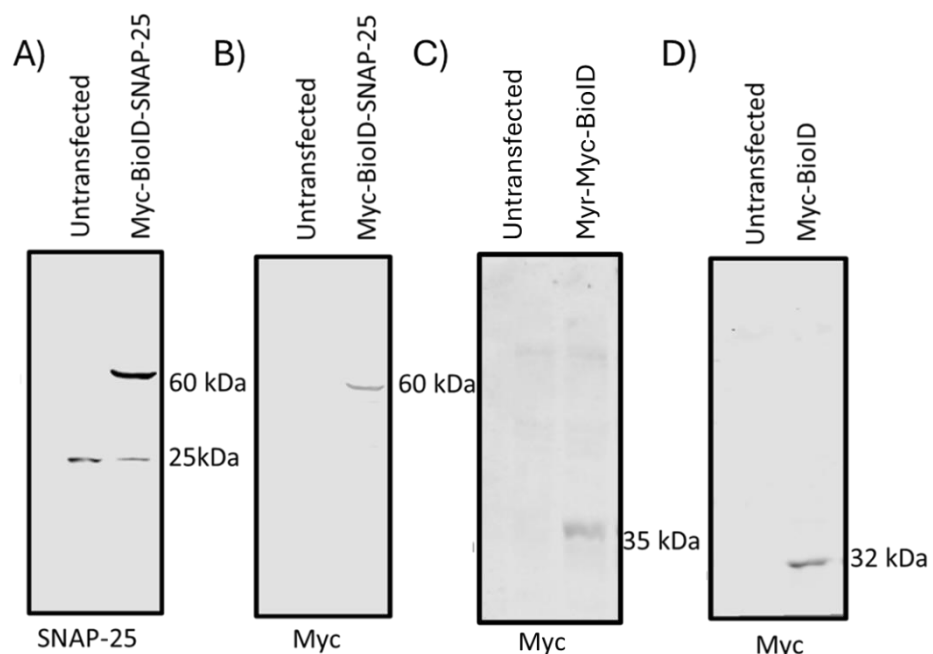 A)
Untransfected
Myc-BioID-SNAP-25
60 kDa
25kDa
SNAP-25
B)
Untransfected
Myc-BioID-SNAP-25
60 kDa
Myc
C)
Untransfected
Myr-Myc-BioID
35 kDa
Myc
D)
Untransfected
Myc-BioID
32 kDa
Myc